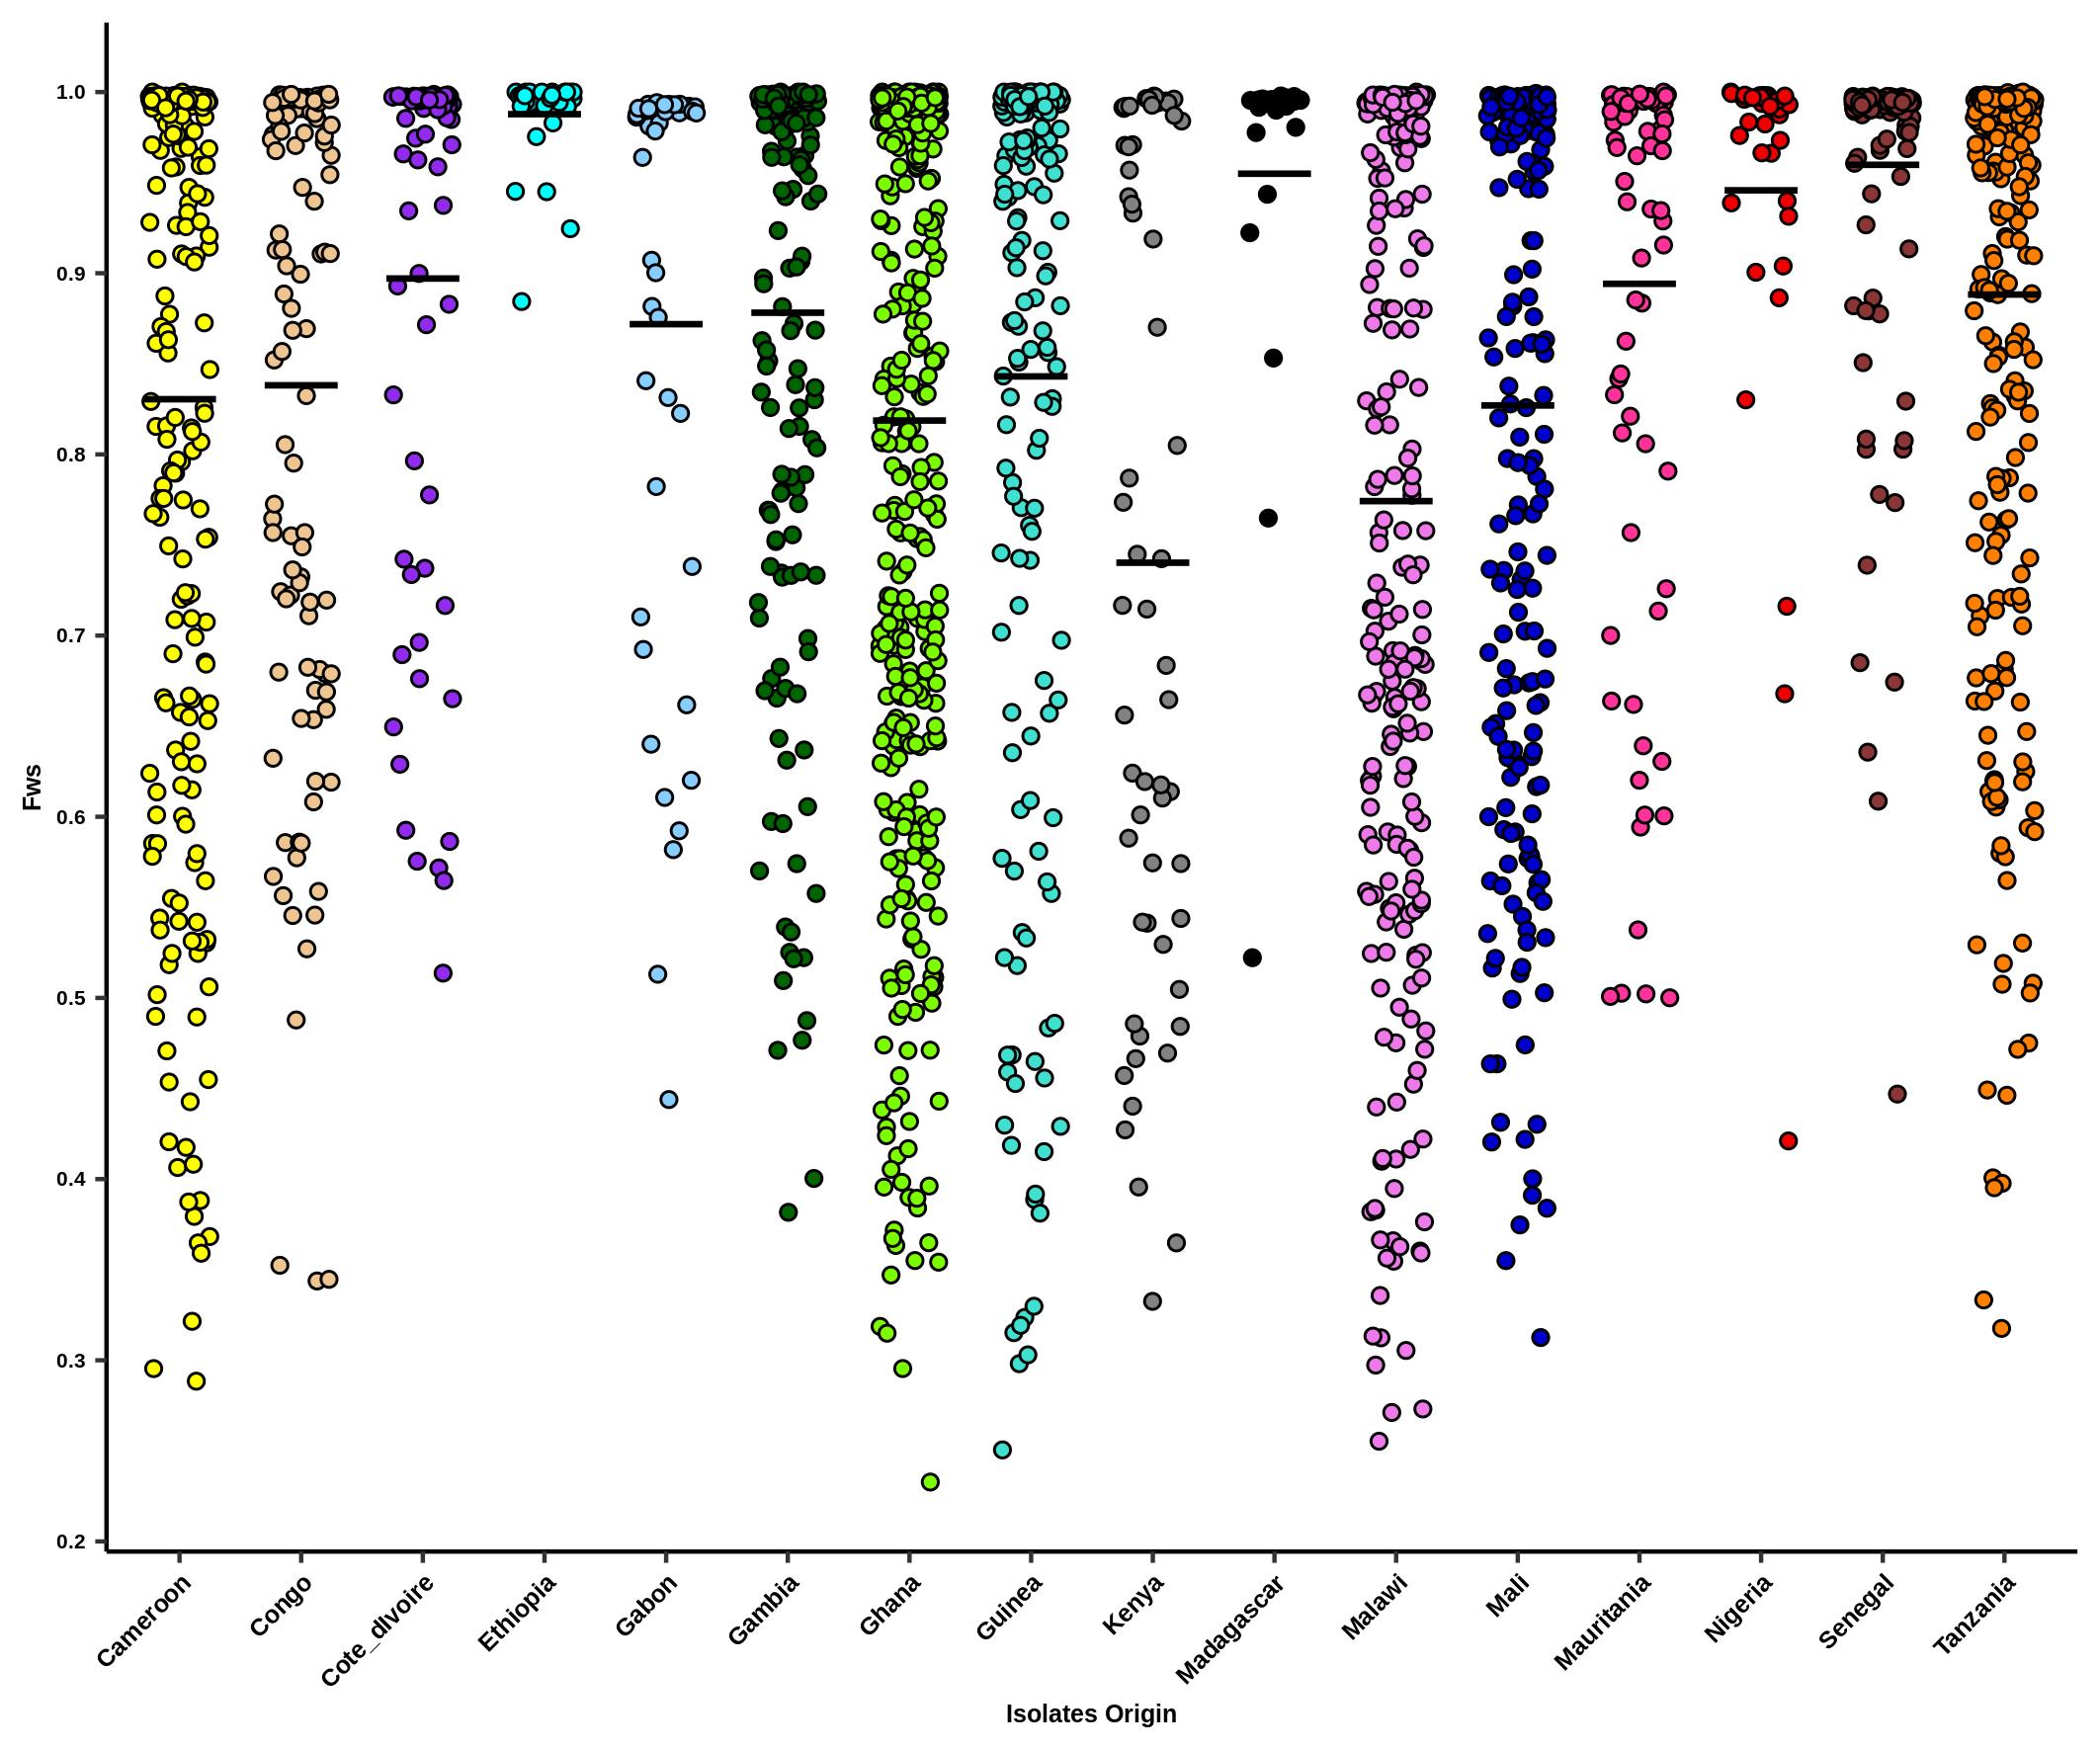 Fws
1.0
0.9
0.8
0.7
0.6
0.5
0.4
0.3
0.2
Cameroon
Congo
Cote_dIvoire
Ethiopia
Gabon
Gambia
Ghana
Guinea
Kenya
Madagascar
Malawi
Mali
Mauritania
Nigeria
Senegal
Tanzania
Isolates Origin